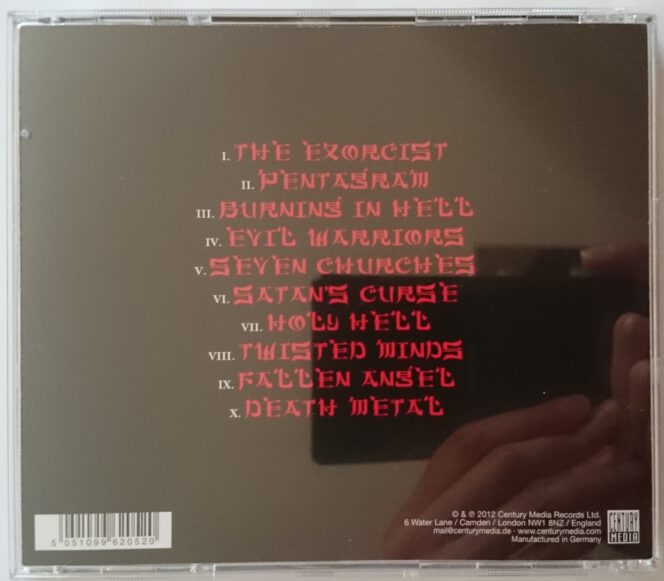 I. THE EXORCIST
II. PENTAGRAM
III. BURNING IN HELL
IV. EVIL WARRIORS
V. SEVEN CHURCHES
VI. SATAN'S CURSE
VII. HOLY HELL
VIII. TWISTED MINDS
IX. FALLEN ANGEL
X. DEATH METAL
5 051099 620520
© & ℗ 2012 Century Media Records Ltd.
6 Water Lane / Camden / London NW1 8NZ / England
mail@centurymedia.de · www.centurymedia.com
Manufactured in Germany
CENTURY
MEDIA